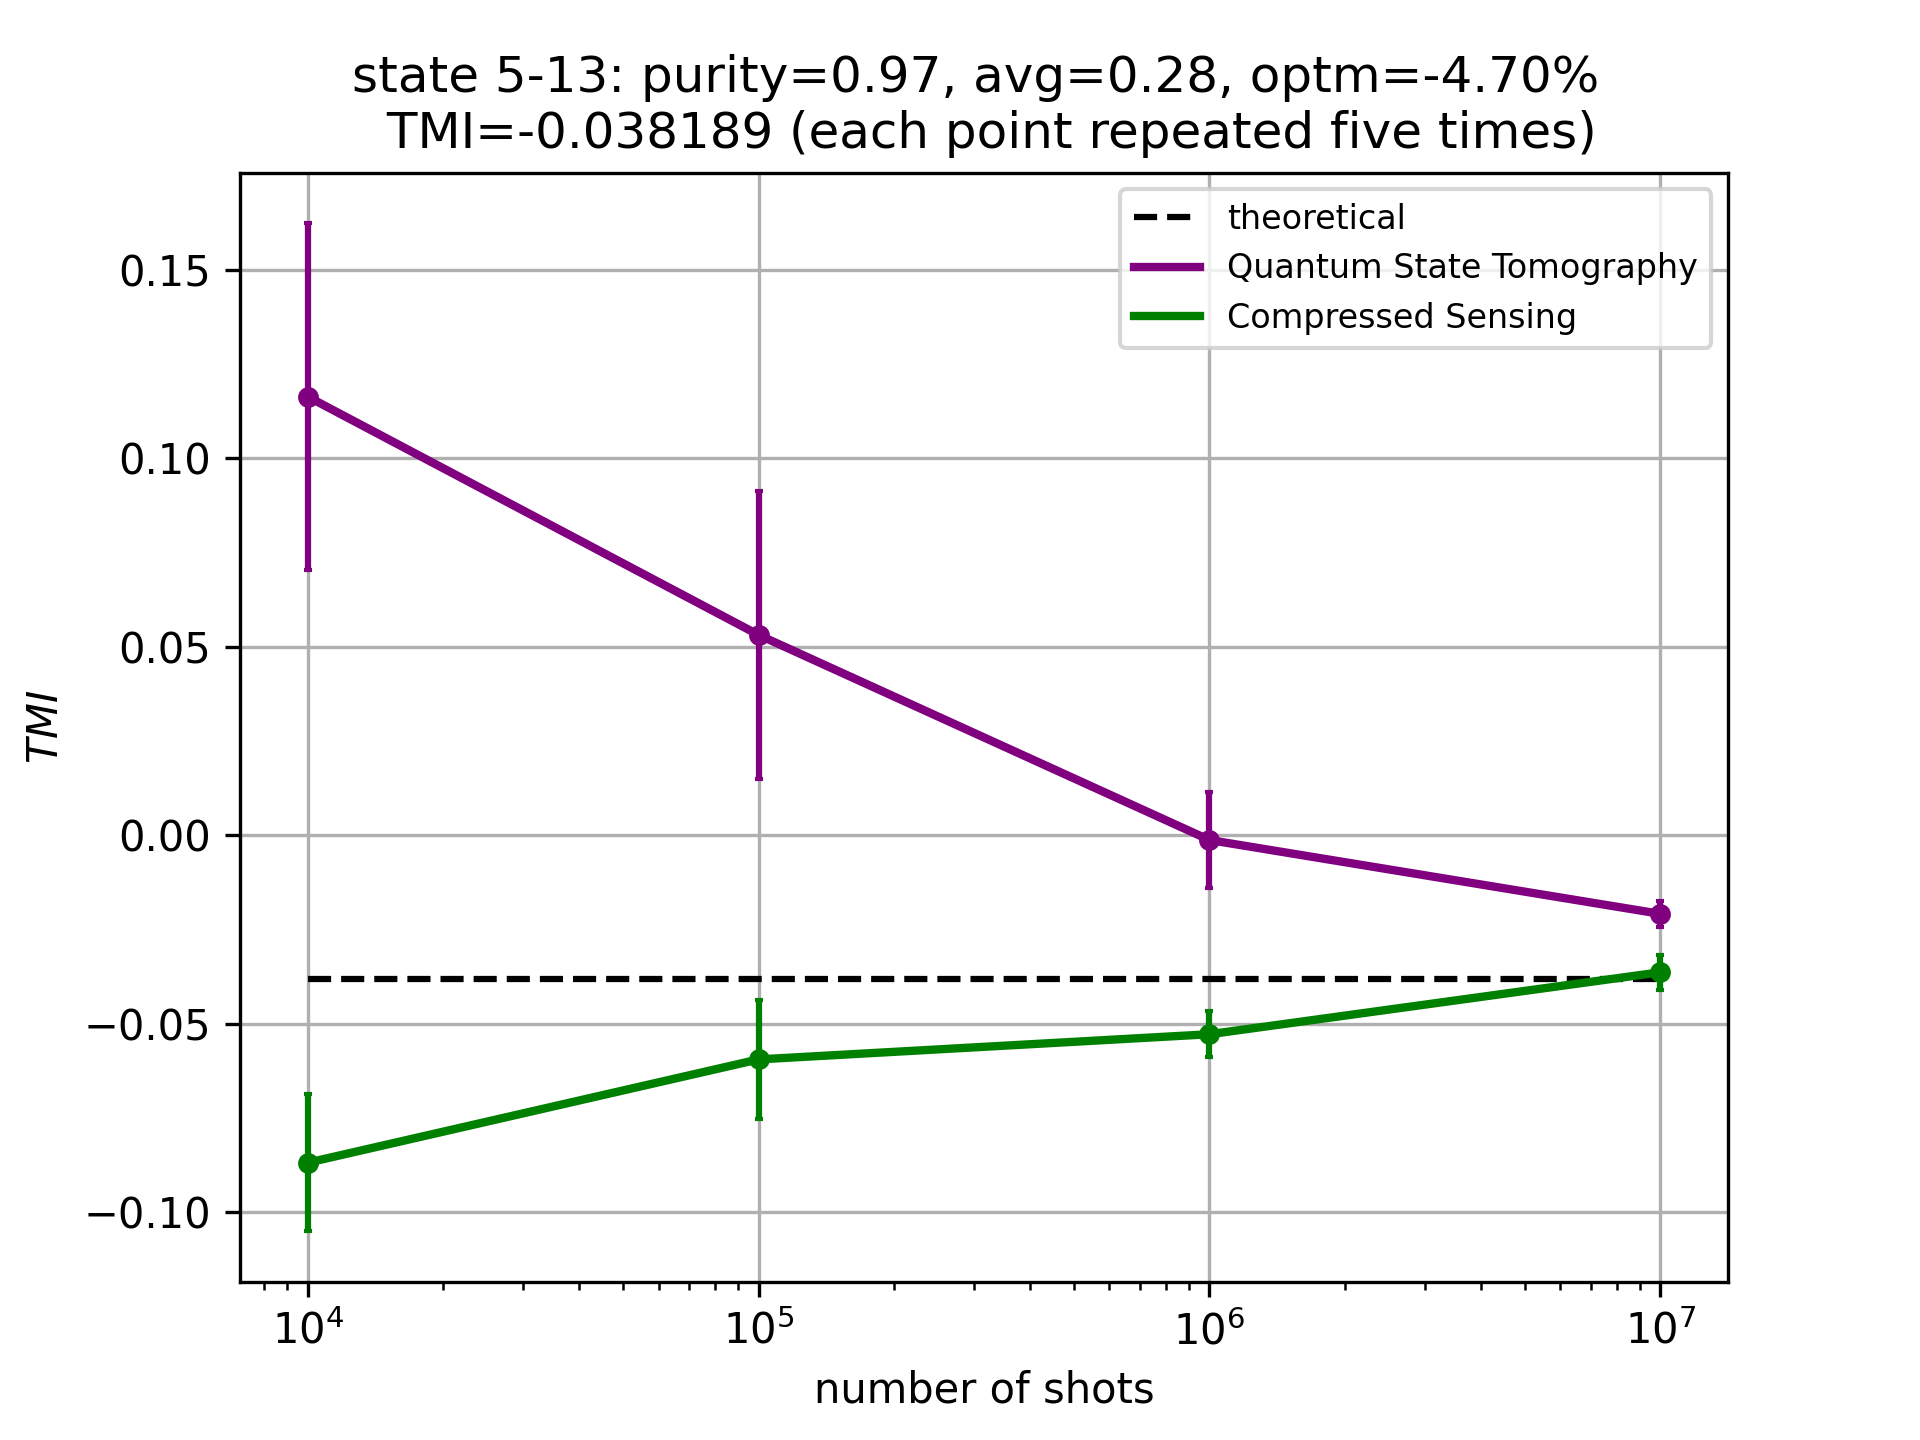 state 5-13: purity=0.97, avg=0.28, optm=-4.70%
TMI=-0.038189 (each point repeated five times)
theoretical
Quantum State Tomography
Compressed Sensing
0.15
0.10
0.05
0.00
−0.05
−0.10
TMI
10⁴ 10⁵ 10⁶ 10⁷
number of shots